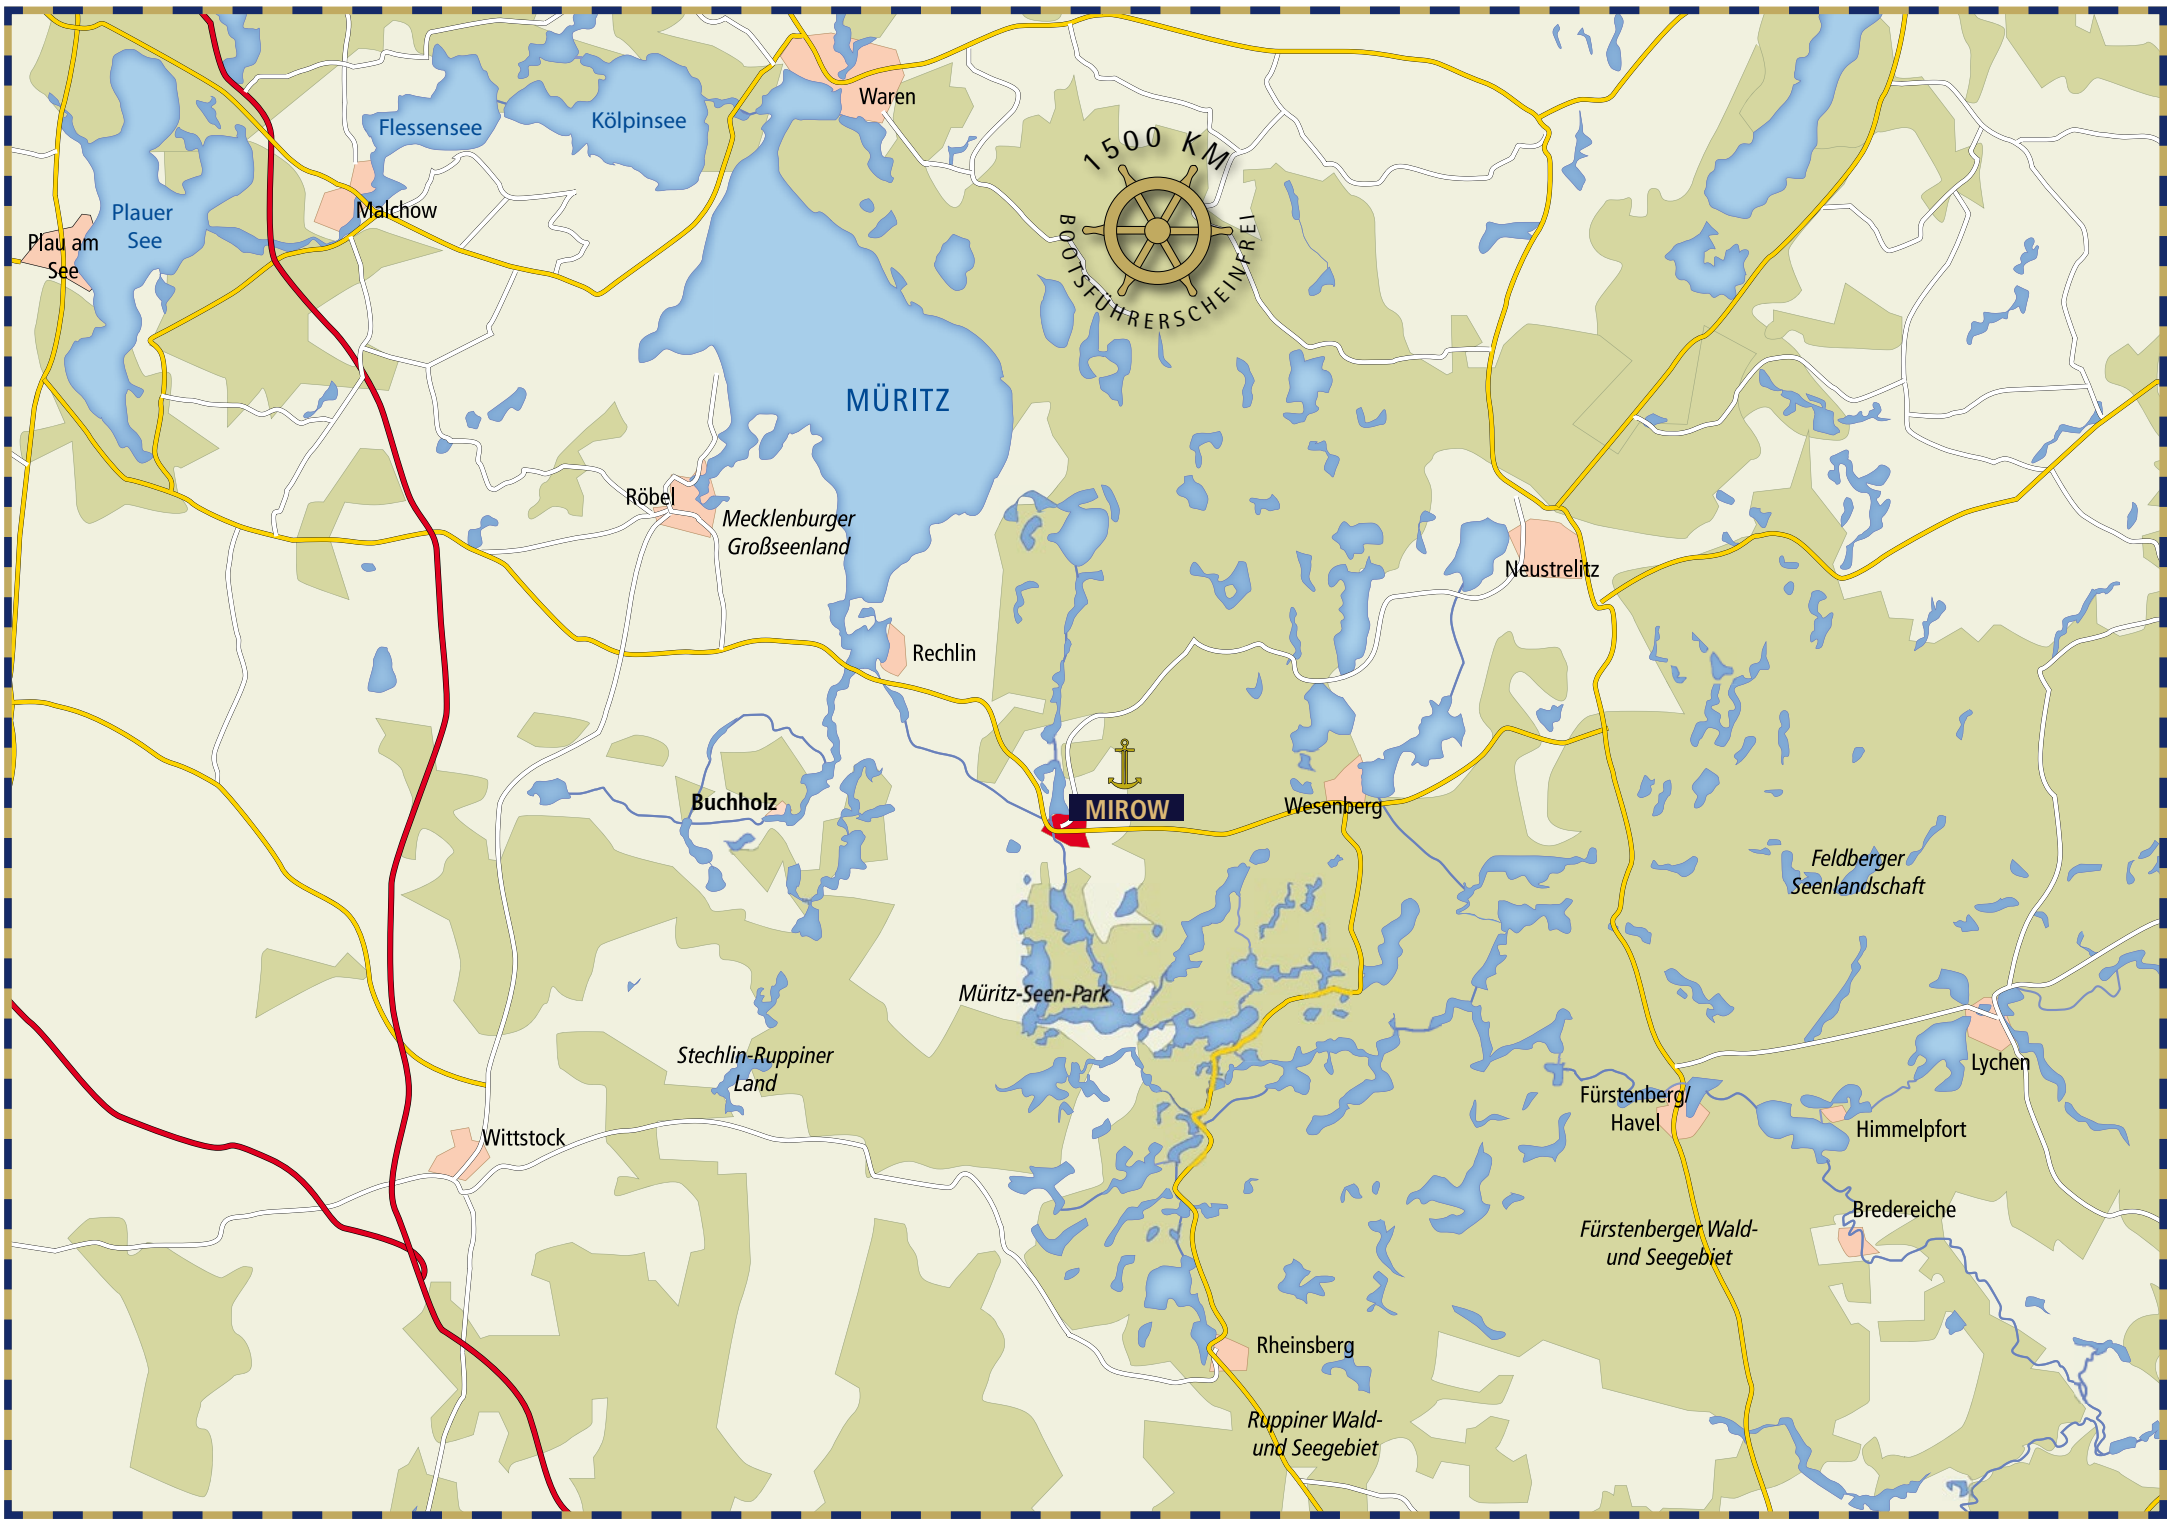 Waren
Flessensee
Kölpinsee
1500 KM
BOOTSFÜHRERSCHEINFREI
Plauer
See
Malchow
Plau am
See
MÜRITZ
Röbel
Mecklenburger
Großseenland
Neustrelitz
Rechlin
Buchholz
MIROW
Wesenberg
Feldberger
Seenlandschaft
Müritz-Seen-Park
Stechlin-Ruppiner
Land
Lychen
Fürstenberg/
Havel
Himmelpfort
Wittstock
Bredereiche
Fürstenberger Wald-
und Seegebiet
Rheinsberg
Ruppiner Wald-
und Seegebiet